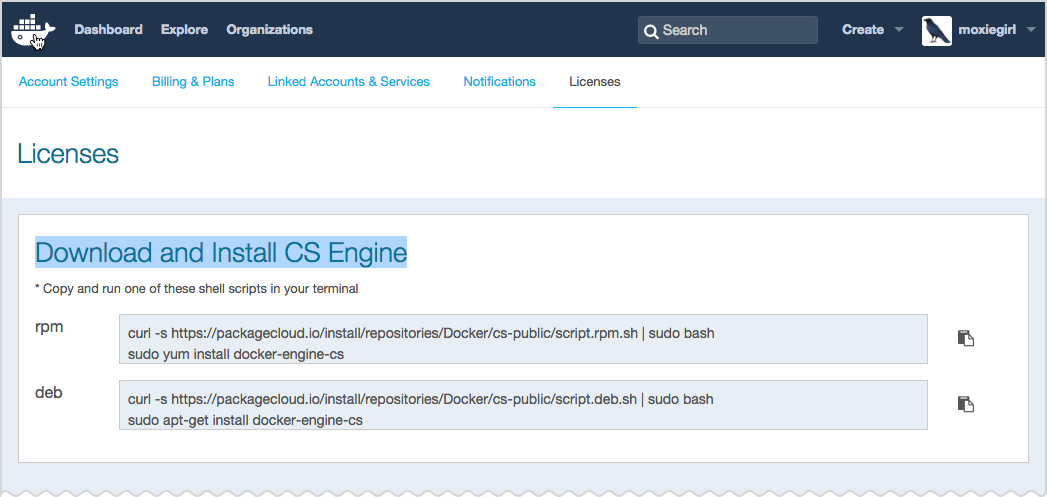 Dashboard Explore Organizations Search Create moxiegirl
Account Settings Billing & Plans Linked Accounts & Services Notifications Licenses
Licenses
Download and Install CS Engine
* Copy and run one of these shell scripts in your terminal
rpm
curl -s https://packagecloud.io/install/repositories/Docker/cs-public/script.rpm.sh | sudo bash
sudo yum install docker-engine-cs
deb
curl -s https://packagecloud.io/install/repositories/Docker/cs-public/script.deb.sh | sudo bash
sudo apt-get install docker-engine-cs